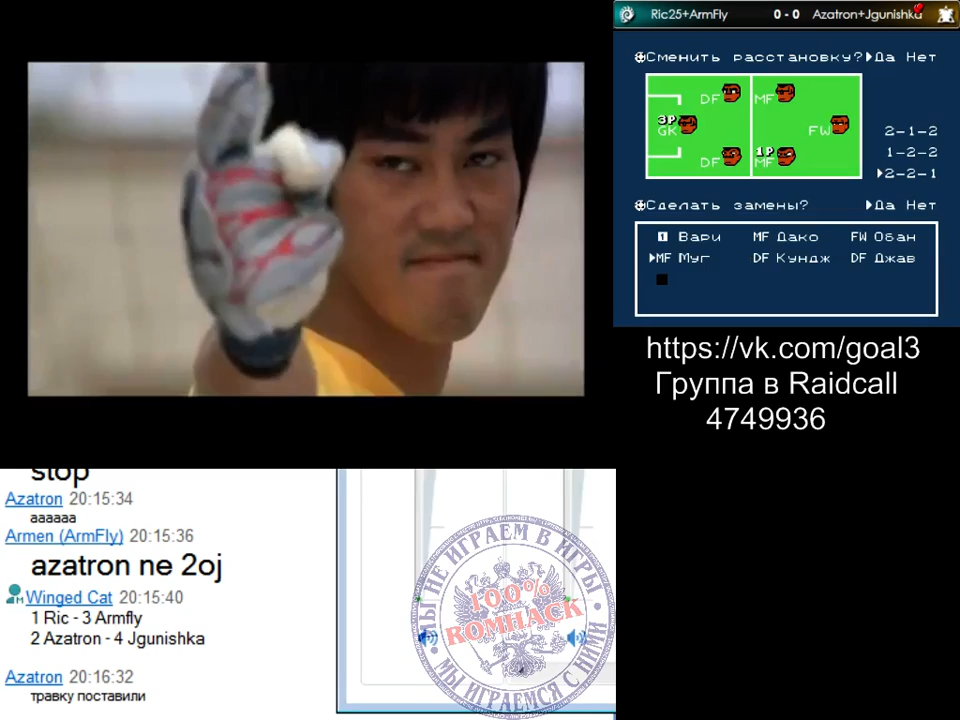 Ric25+ArmFly 0 - 0 Azatron+Jgunishka
Сменить расстановку? Да Нет
DF MF
3P
GK FW
1P
DF MF
2-1-2
1-2-2
2-2-1
Сделать замены? Да Нет
1 Вари MF Дако FW Обан
MF Муг DF Кундж DF Джав
https://vk.com/goal3
Группа в Raidcall
4749936
stop
Azatron 20:15:34
aaaaaa
Armen (ArmFly) 20:15:36
azatron ne 2oj
Winged Cat 20:15:40
1 Ric - 3 Armfly
2 Azatron - 4 Jgunishka
Azatron 20:16:32
травку поставили
МЫ НЕ ИГРАЕМ В ИГРЫ
100%
ROMHACK
МЫ ИГРАЕМСЯ С НИМИ